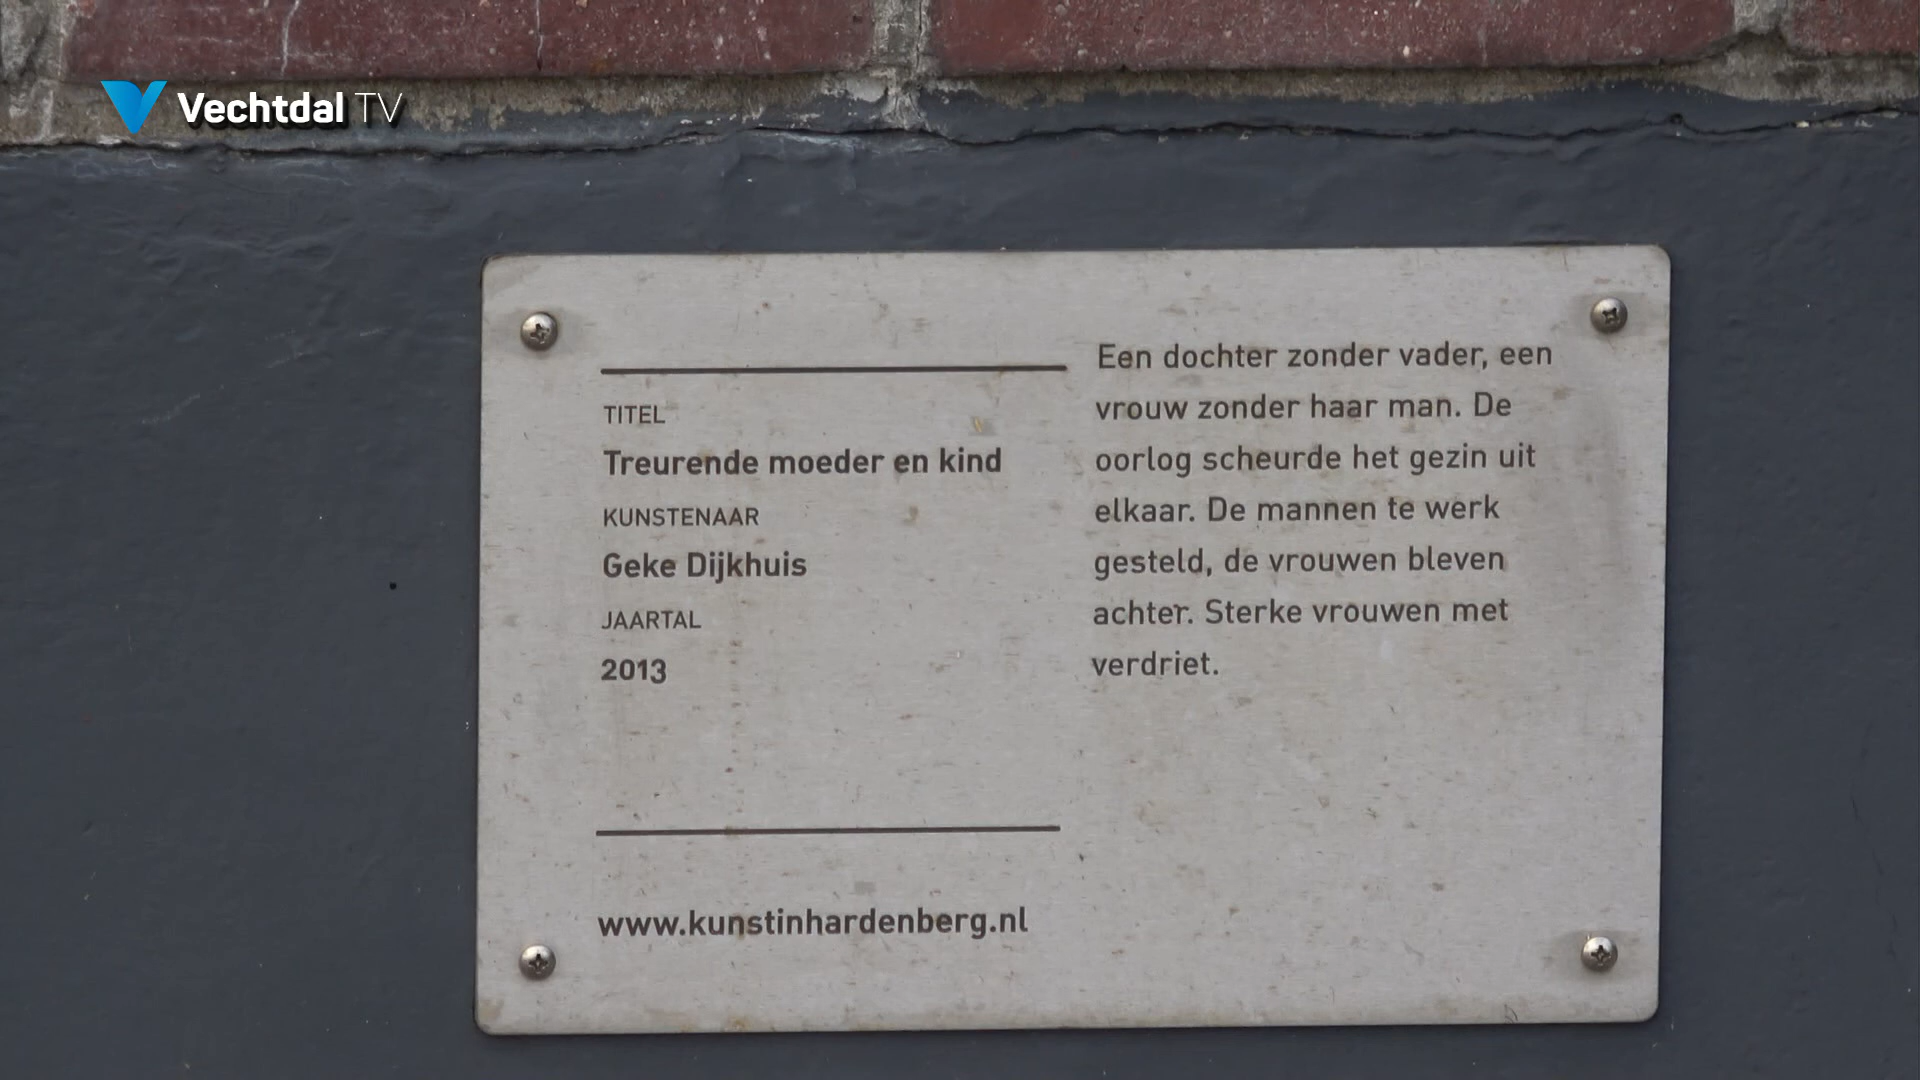 Vechtdal TV
TITEL
Treurende moeder en kind
KUNSTENAAR
Geke Dijkhuis
JAARTAL
2013
www.kunstinhardenberg.nl
Een dochter zonder vader, een
vrouw zonder haar man. De
oorlog scheurde het gezin uit
elkaar. De mannen te werk
gesteld, de vrouwen bleven
achter. Sterke vrouwen met
verdriet.